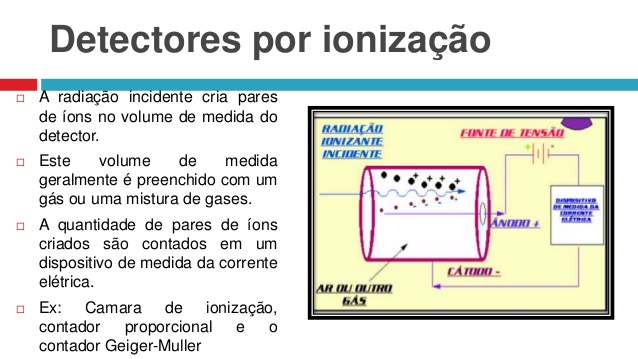 Detectores por ionização
A radiação incidente cria pares
de íons no volume de medida do
detector.
Este volume de medida
geralmente é preenchido com um
gás ou uma mistura de gases.
A quantidade de pares de íons
criados são contados em um
dispositivo de medida da corrente
elétrica.
Ex: Camara de ionização,
contador proporcional e o
contador Geiger-Muller
RADIAÇÃO
IONIZANTE
INCIDENTE
FONTE DE TENSÃO
+ -
DISPOSITIVO
DE MEDIDA DA
CORRENTE
ELÉTRICA
ÂNODO +
CÁTODO -
AR OU OUTRO
GÁS